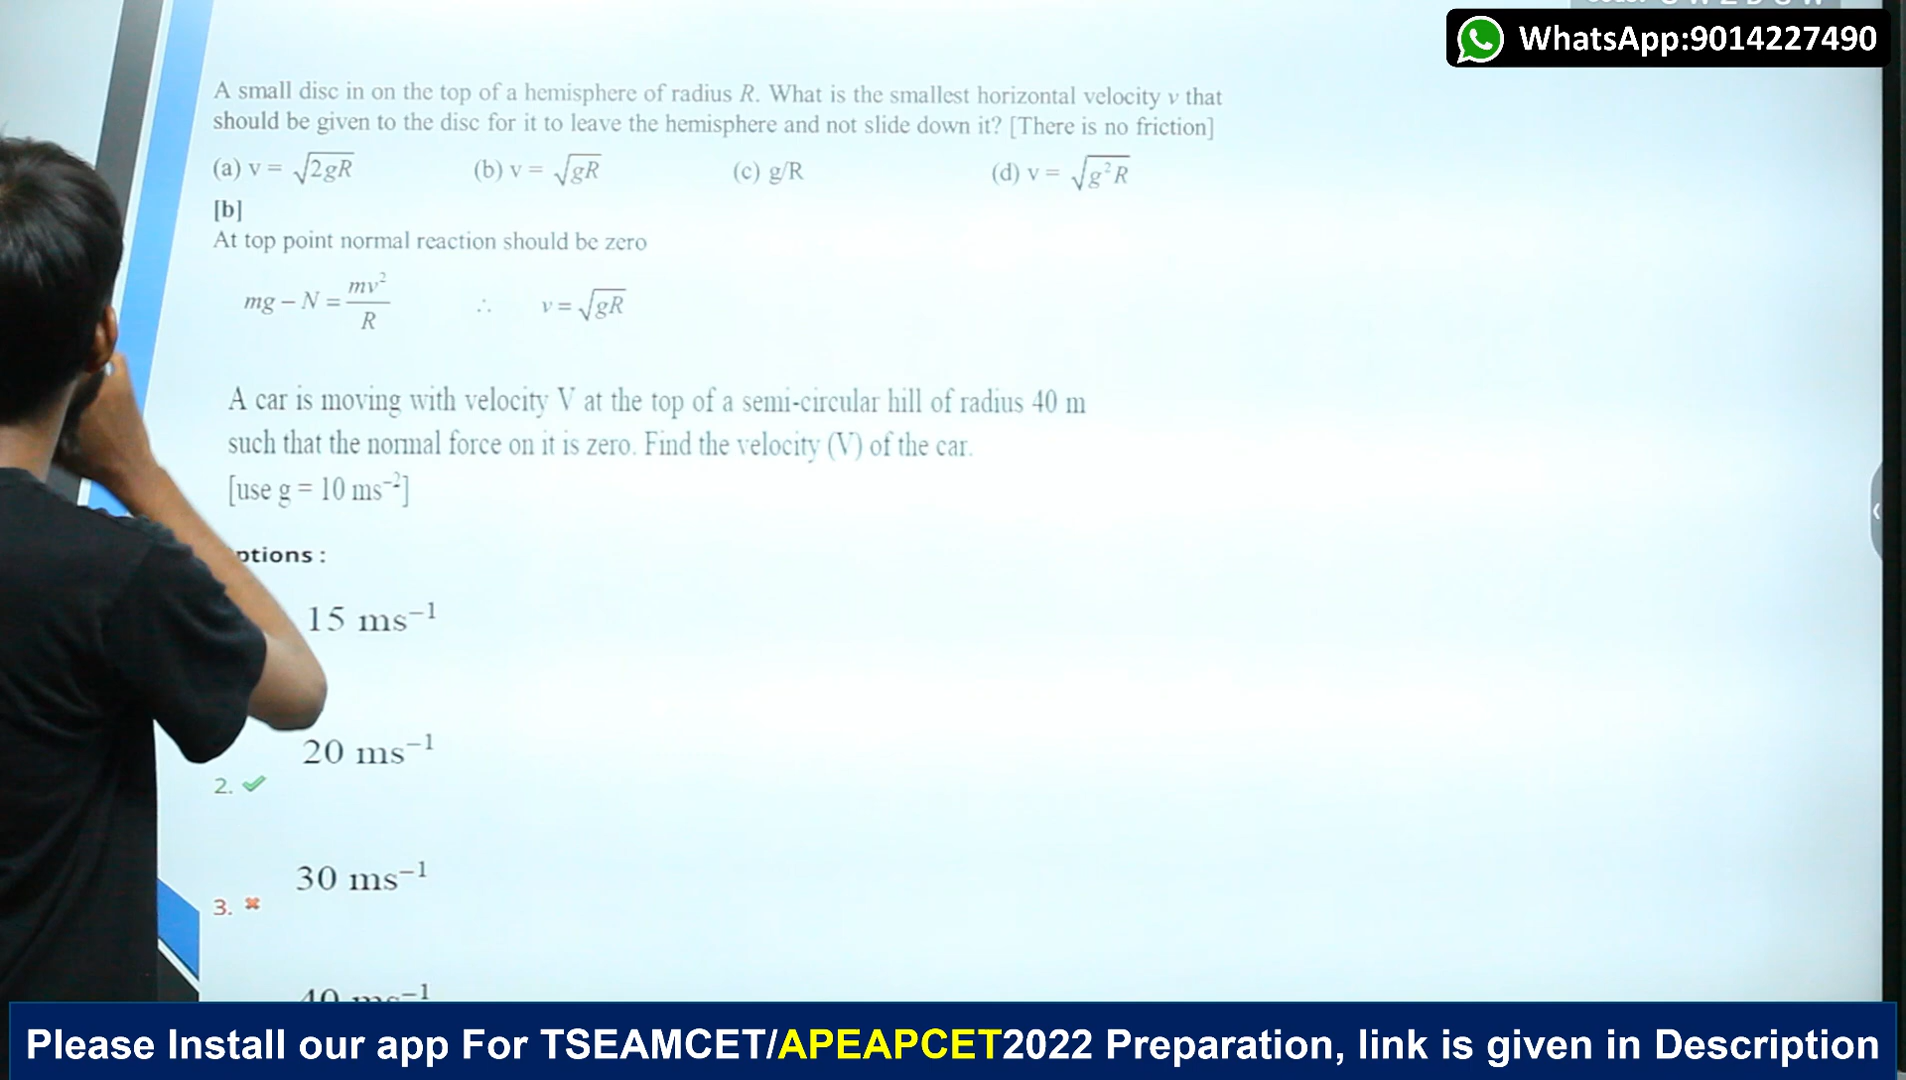 WhatsApp:9014227490
A small disc in on the top of a hemisphere of radius R. What is the smallest horizontal velocity v that
should be given to the disc for it to leave the hemisphere and not slide down it? [There is no friction]
(a) v = √2gR (b) v = √gR (c) g/R (d) v = √g²R
[b]
At top point normal reaction should be zero
mg – N = mv²/R ∴ v = √gR
A car is moving with velocity V at the top of a semi-circular hill of radius 40 m
such that the normal force on it is zero. Find the velocity (V) of the car.
[use g = 10 ms⁻²]
ptions :
15 ms⁻¹
20 ms⁻¹
2. ✔
30 ms⁻¹
3. ✖
40 ms⁻¹
Please Install our app For TSEAMCET/APEAPCET2022 Preparation, link is given in Description